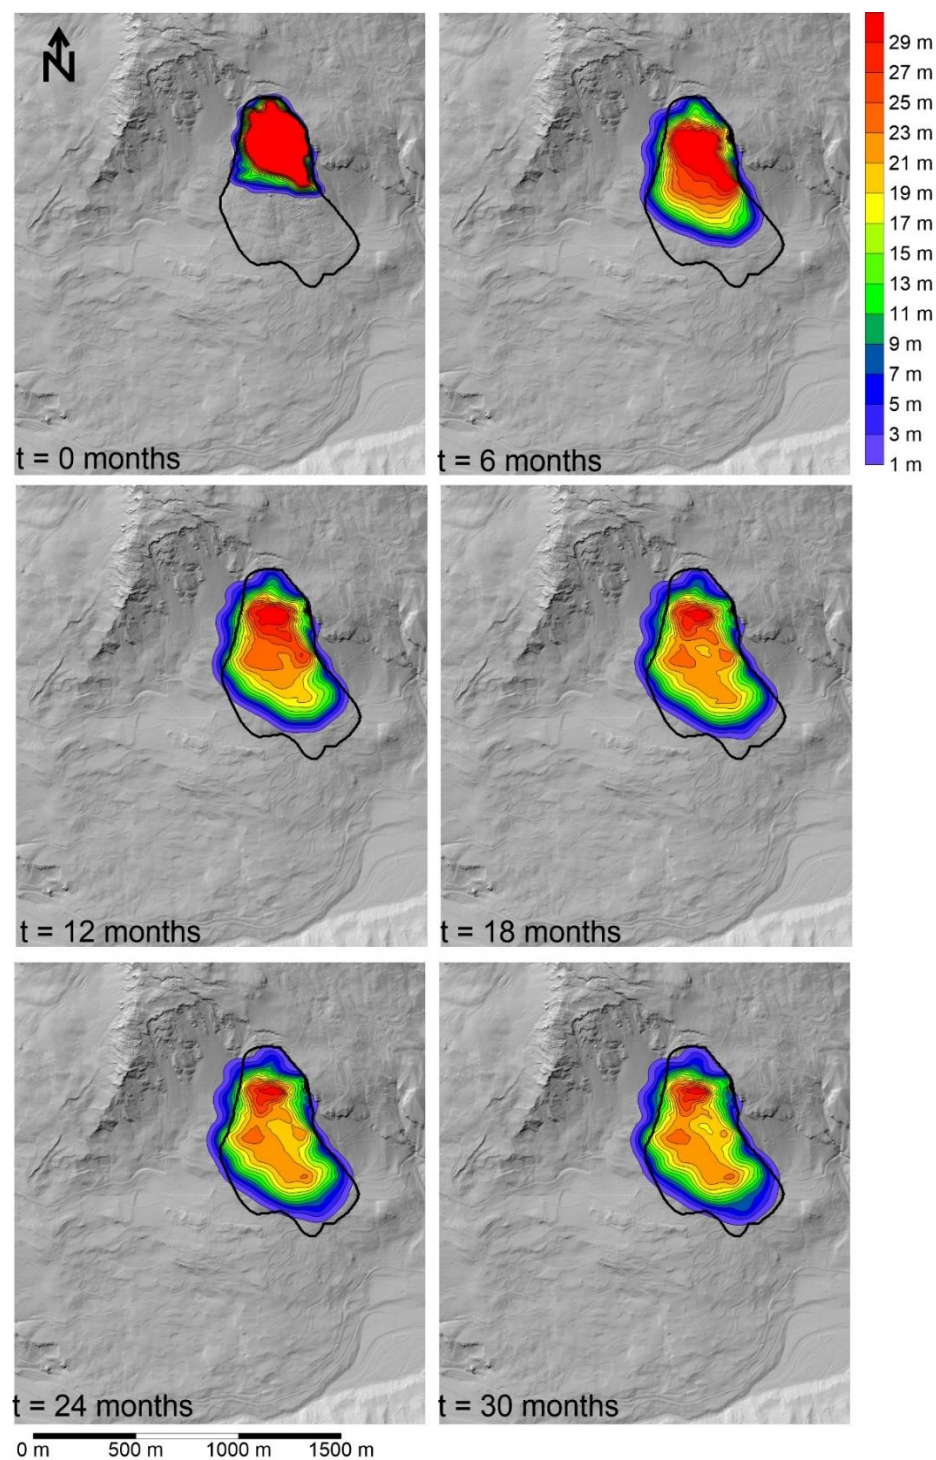 N
29 m
27 m
25 m
23 m
21 m
19 m
17 m
15 m
13 m
11 m
9 m
7 m
5 m
3 m
1 m
t = 0 months
t = 6 months
t = 12 months
t = 18 months
t = 24 months
t = 30 months
0 m 500 m 1000 m 1500 m